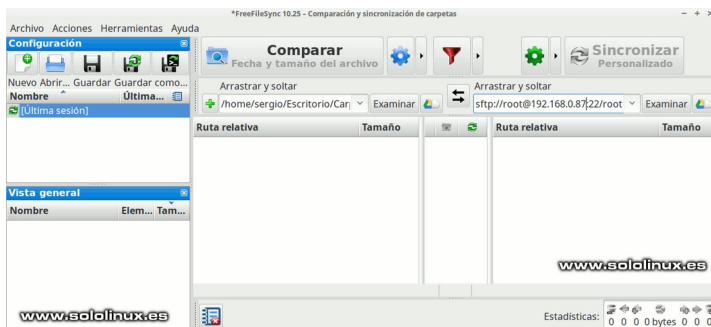 *FreeFileSync 10.25 - Comparación y sincronización de carpetas
Archivo Acciones Herramientas Ayuda
Configuración
Nuevo Abrir... Guardar Guardar como...
Nombre Última...
[Última sesión]
Vista general
Nombre Elem... Tam...
www.sololinux.es
Comparar
Fecha y tamaño del archivo
Sincronizar
Personalizado
Arrastrar y soltar
/home/sergio/Escritorio/Car Examinar
Arrastrar y soltar
sftp://root@192.168.0.87:22/root Examinar
Ruta relativa Tamaño
Ruta relativa Tamaño
www.sololinux.es
Estadísticas: 0 0 0 0 bytes 0 0 0